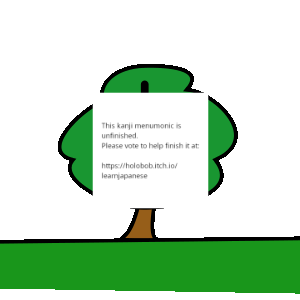 This kanji menumonic is
unfinished.
Please vote to help finish it at:
https://holobob.itch.io/
learnjapanese